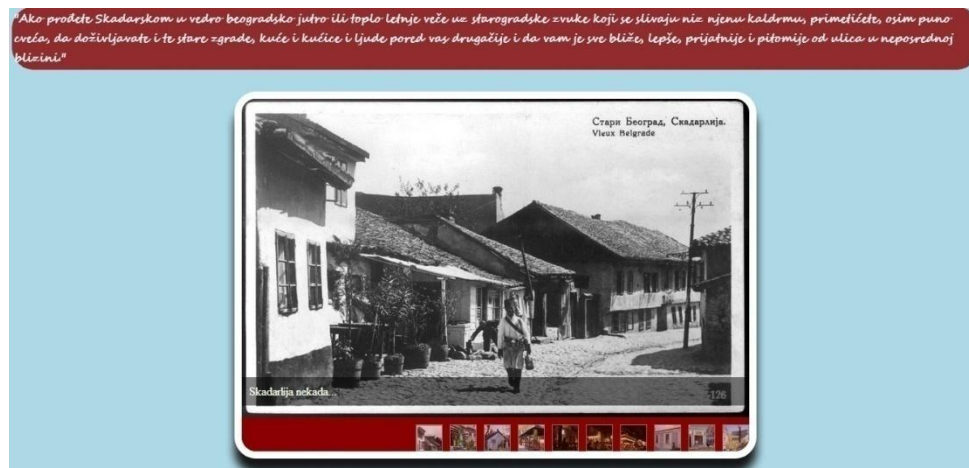 "Ako prođete Skadarskom u vedro beogradsko jutro ili toplo letnje veče uz starogradske zvuke koji se slivaju niz njenu kaldrmu, primetićete, osim puno
cveća, da doživljavate i te stare zgrade, kuće i kućice i ljude pored vas drugačije i da vam je sve bliže, lepše, prijatnije i pitomije od ulica u neposrednoj
blizini."
Стари Београд, Скадарлија.
Vieux Belgrade
Skadarlija nekada...
126